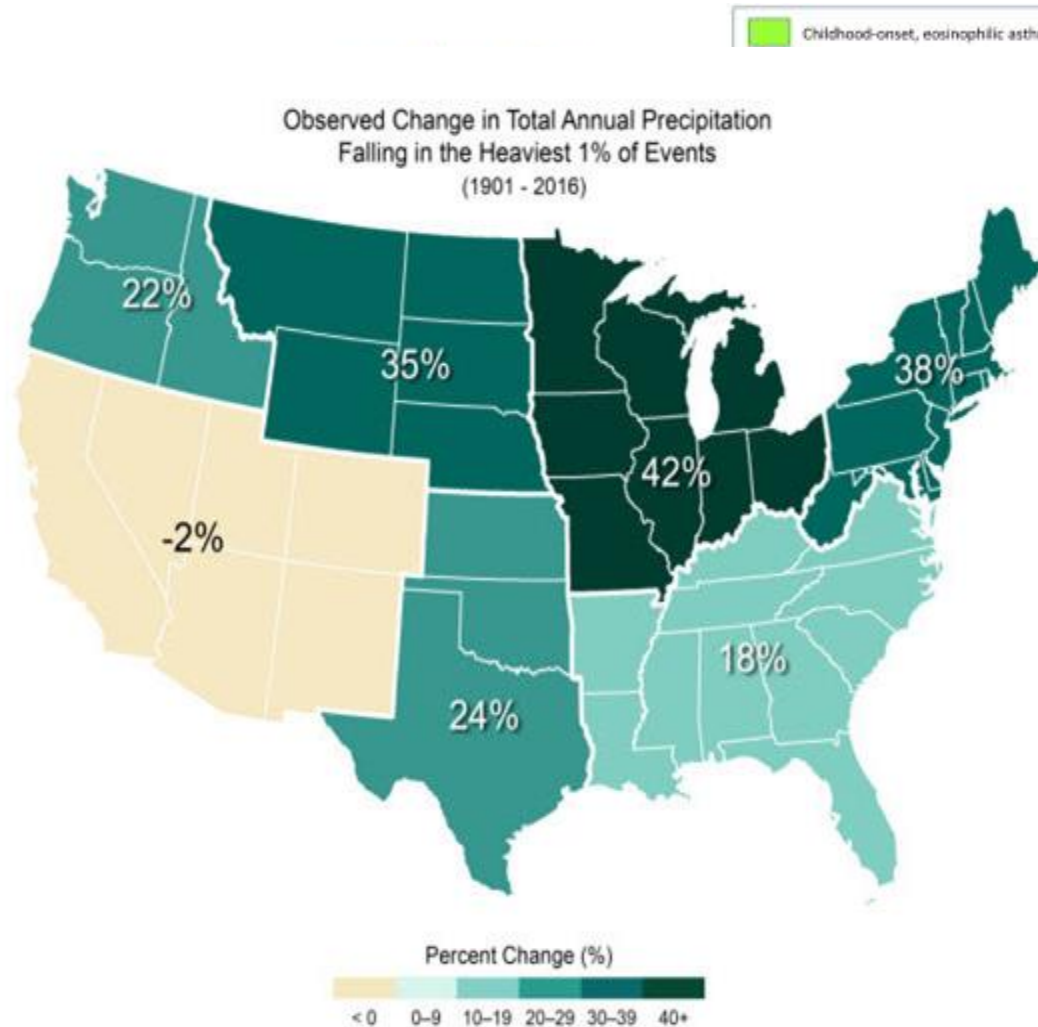 Childhood-onset, eosinophilic
Observed Change in Total Annual Precipitation
Falling in the Heaviest 1% of Events
(1901 - 2016)
22%
35%
38%
42%
-2%
18%
24%
Percent Change (%)
< 0 0–9 10–19 20–29 30–39 40+